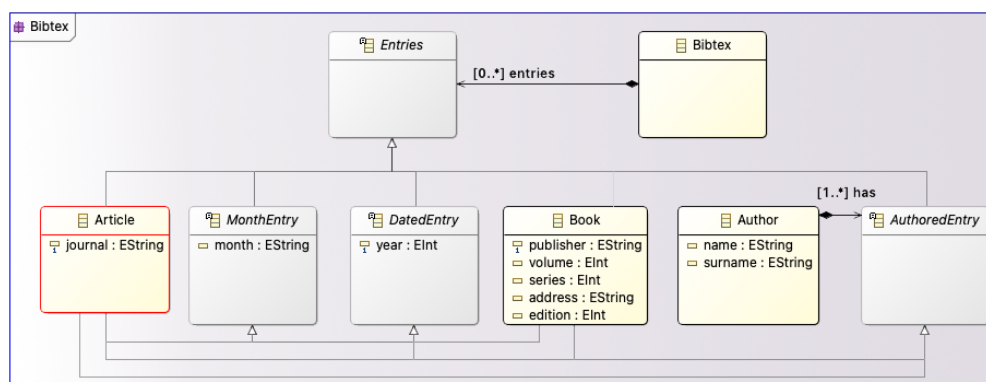 Bibtex
Entries
Bibtex
[0..*] entries
[1..*] has
Article
journal : EString
MonthEntry
month : EString
DatedEntry
year : EInt
Book
publisher : EString
volume : EInt
series : EInt
address : EString
edition : EInt
Author
name : EString
surname : EString
AuthoredEntry